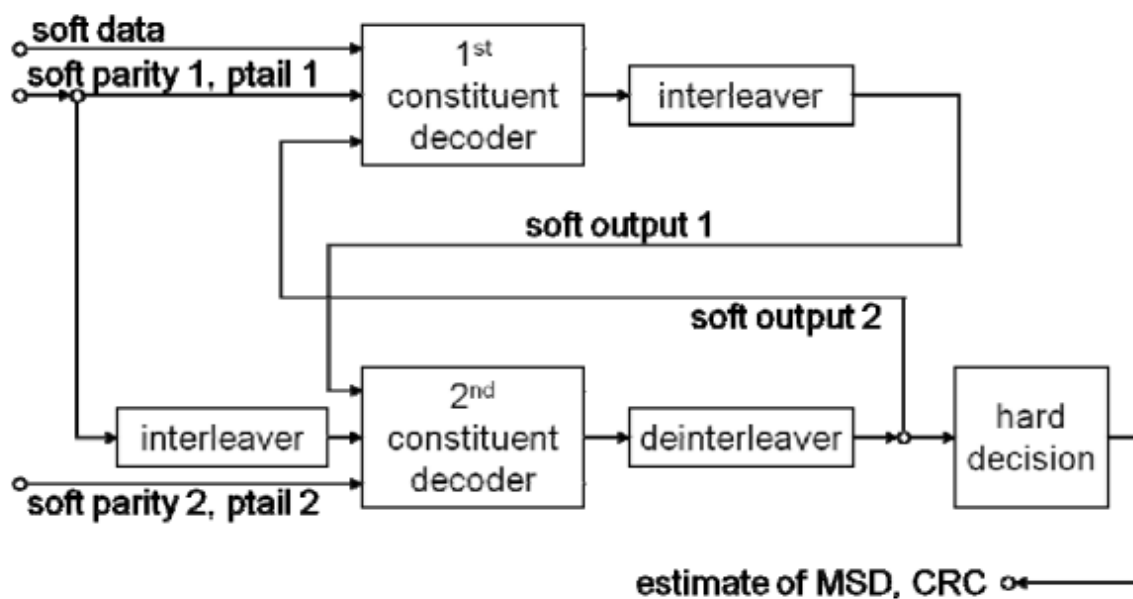 soft data
soft parity 1, ptail 1
1st
constituent
decoder
interleaver
soft output 1
soft output 2
interleaver
2nd
constituent
decoder
deinterleaver
hard
decision
soft parity 2, ptail 2
estimate of MSD, CRC